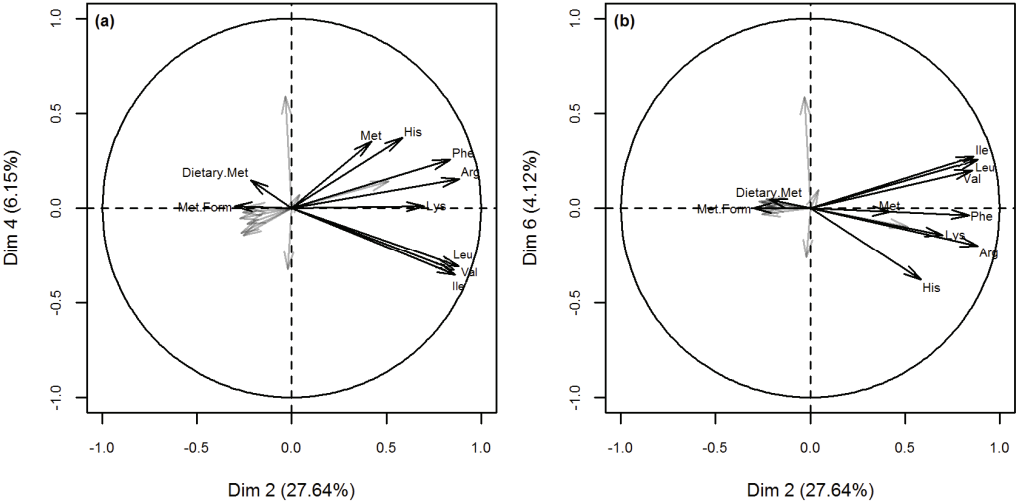 (a)
1.0
0.5
0.0
-0.5
-1.0
Dim 4 (6.15%)
Met
His
Phe
Dietary.Met
Arg
Met.Form
Lys
Leu
Val
Ile
-1.0 -0.5 0.0 0.5 1.0
Dim 2 (27.64%)
(b)
1.0
0.5
0.0
-0.5
-1.0
Dim 6 (4.12%)
Ile
Leu
Val
Dietary.Met
Met.Form
Met
Phe
Lys
Arg
His
-1.0 -0.5 0.0 0.5 1.0
Dim 2 (27.64%)